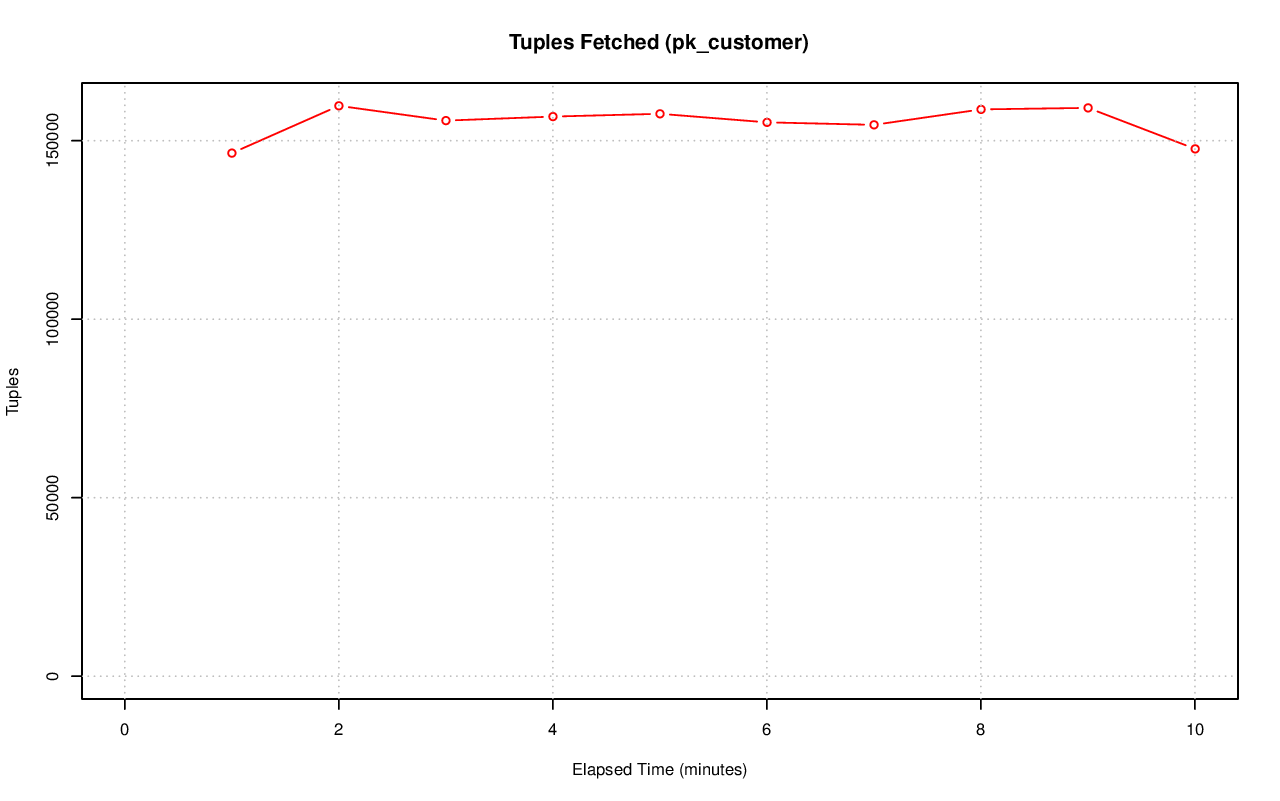 Tuples Fetched (pk_customer)
150000
100000
50000
0
Tuples
0 2 4 6 8 10
Elapsed Time (minutes)